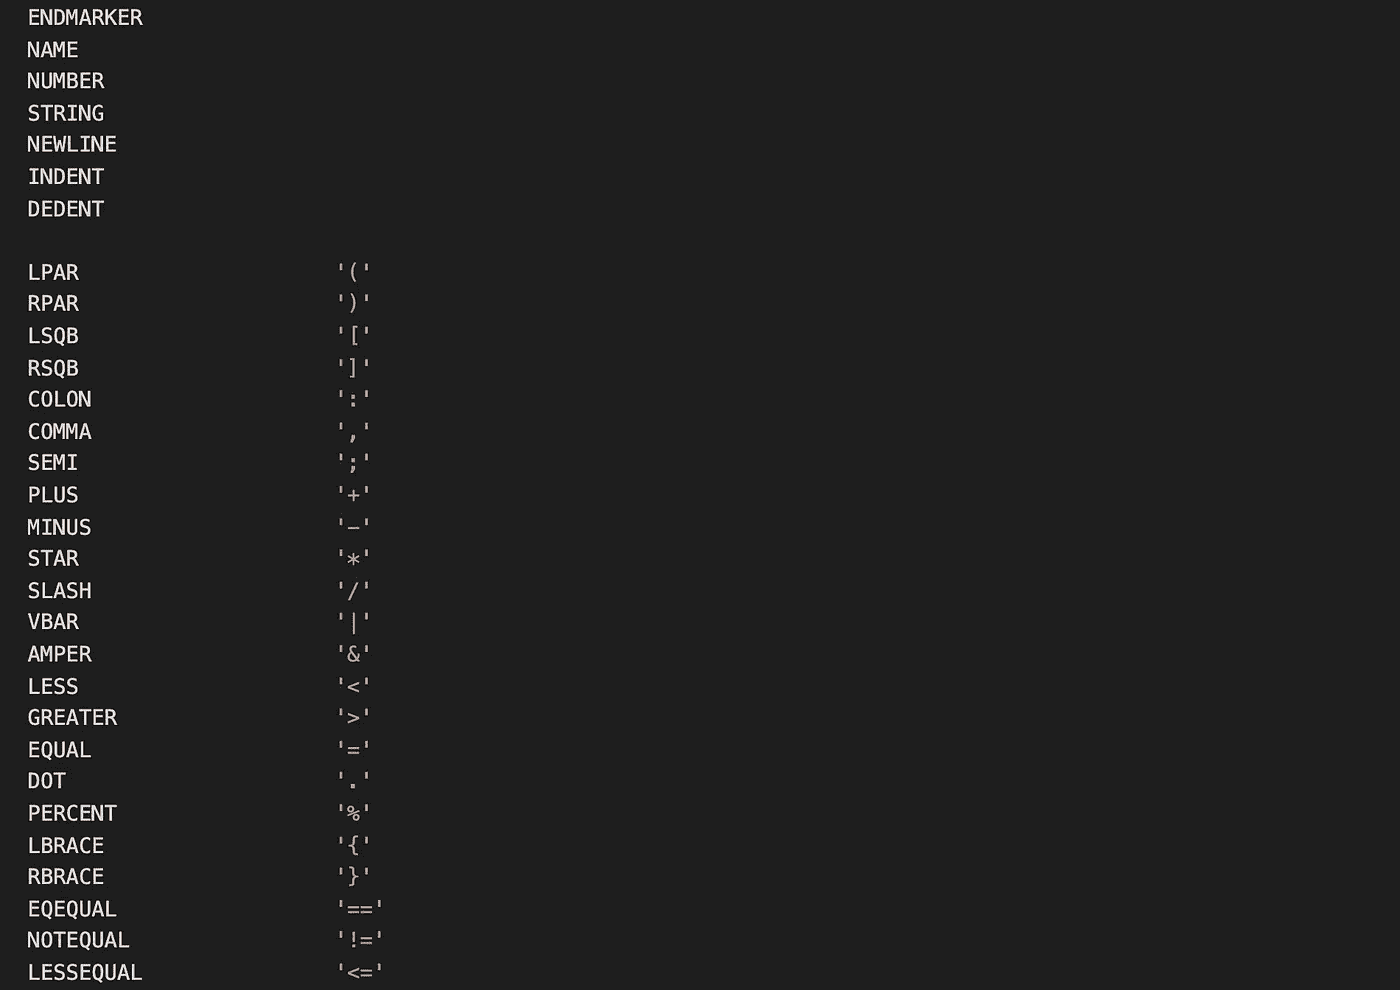 ENDMARKER
NAME
NUMBER
STRING
NEWLINE
INDENT
DEDENT
LPAR '('
RPAR ')'
LSQB '['
RSQB ']'
COLON ':'
COMMA ','
SEMI ';'
PLUS '+'
MINUS '-'
STAR '*'
SLASH '/'
VBAR '|'
AMPER '&'
LESS '<'
GREATER '>'
EQUAL '='
DOT '.'
PERCENT '%'
LBRACE '{'
RBRACE '}'
EQEQUAL '=='
NOTEQUAL '!='
LESSEQUAL '<='